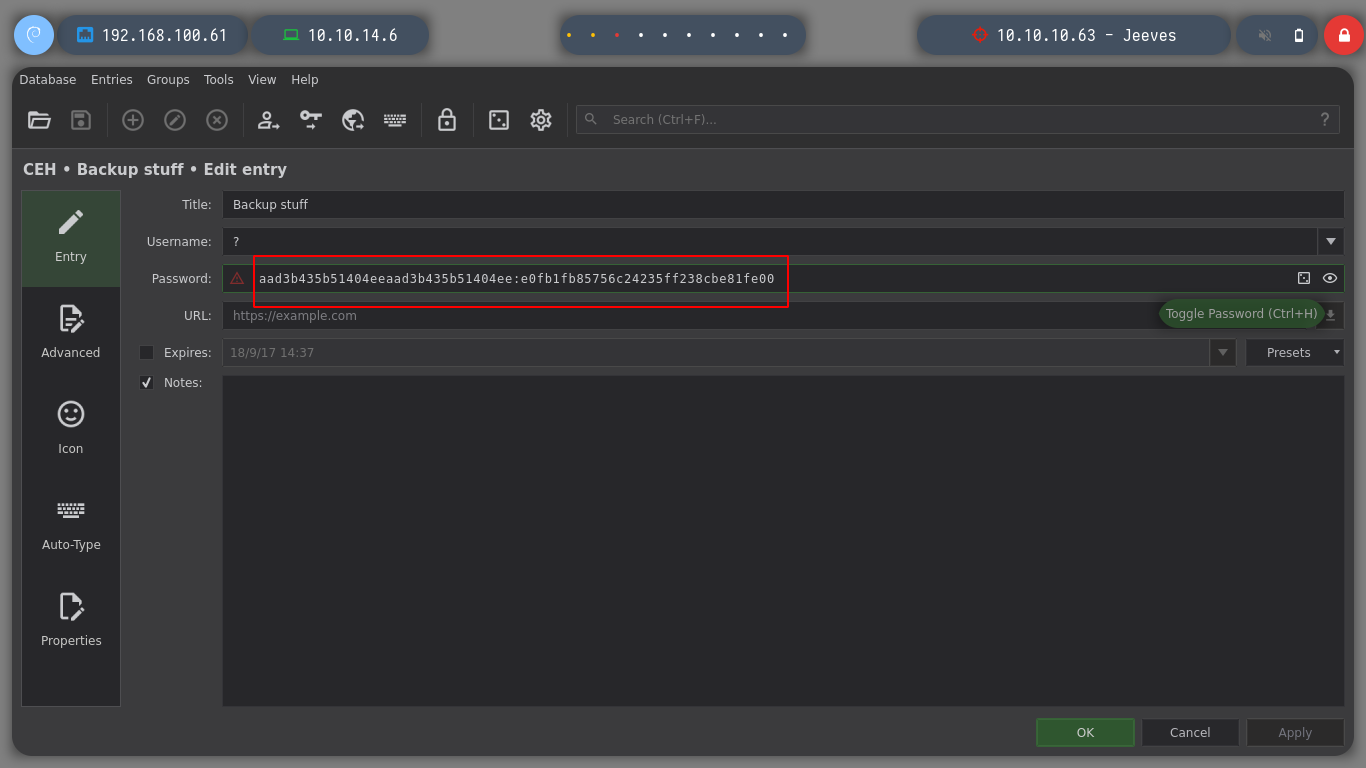 192.168.100.61
10.10.14.6
10.10.10.63 – Jeeves
Database Entries Groups Tools View Help
Search (Ctrl+F)...
?
CEH • Backup stuff • Edit entry
Entry
Advanced
Icon
Auto-Type
Properties
Title: Backup stuff
Username: ?
Password: aad3b435b51404eeaad3b435b51404ee:e0fb1fb85756c24235ff238cbe81fe00
URL: https://example.com
Toggle Password (Ctrl+H)
Expires: 18/9/17 14:37 Presets
Notes:
OK Cancel Apply